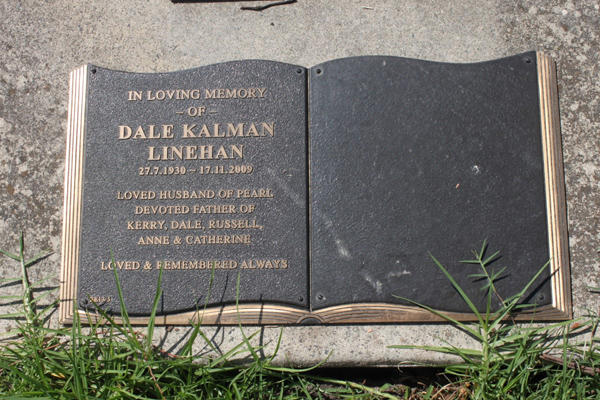 IN LOVING MEMORY
– OF –
DALE KALMAN
LINEHAN
27.7.1930 – 17.11.2009
LOVED HUSBAND OF PEARL
DEVOTED FATHER OF
KERRY, DALE, RUSSELL,
ANNE & CATHERINE
LOVED & REMEMBERED ALWAYS